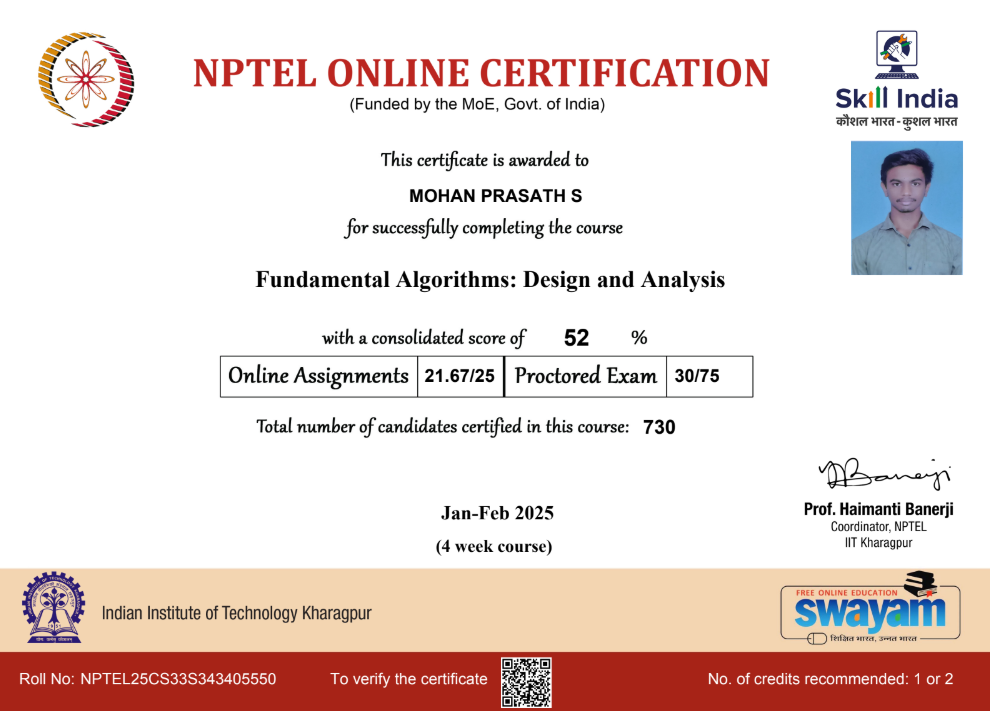 NPTEL ONLINE CERTIFICATION
(Funded by the MoE, Govt. of India)
Skill India
कौशल भारत - कुशल भारत
This certificate is awarded to
MOHAN PRASATH S
for successfully completing the course
Fundamental Algorithms: Design and Analysis
with a consolidated score of 52 %
Online Assignments 21.67/25 Proctored Exam 30/75
Total number of candidates certified in this course: 730
Jan-Feb 2025
(4 week course)
Prof. Haimanti Banerji
Coordinator, NPTEL
IIT Kharagpur
Indian Institute of Technology Kharagpur
FREE ONLINE EDUCATION
swayam
शिक्षित भारत, उन्नत भारत
Roll No: NPTEL25CS33S343405550
To verify the certificate
No. of credits recommended: 1 or 2